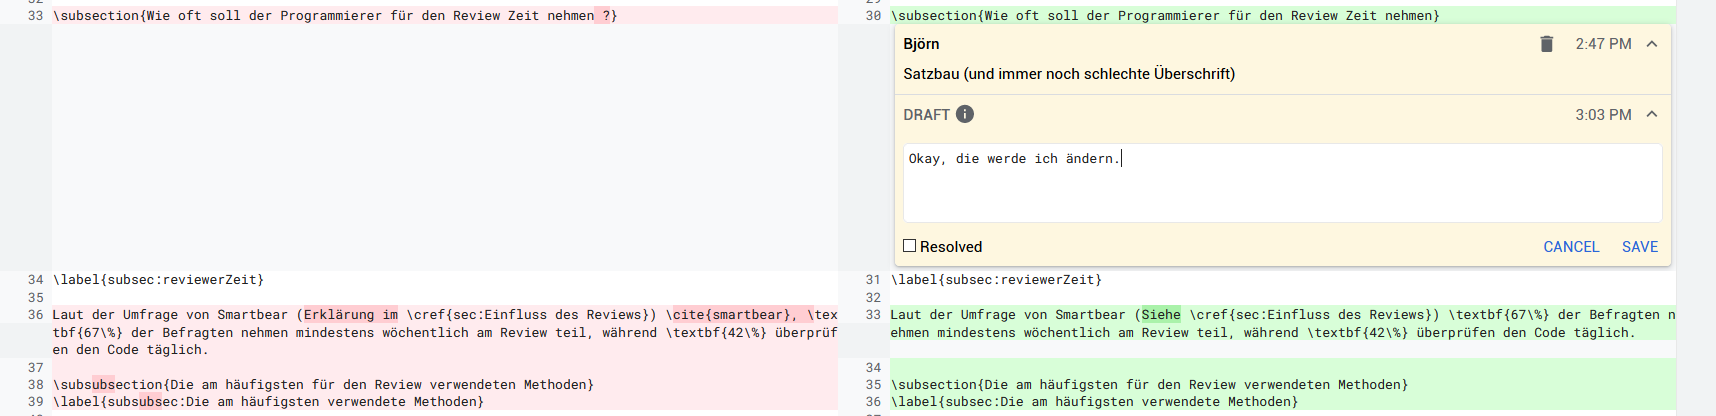 33 \subsection{Wie oft soll der Programmierer für den Review Zeit nehmen ?}
34 \label{subsec:reviewerZeit}
35
36 Laut der Umfrage von Smartbear (Erklärung im \cref{sec:Einfluss des Reviews}) \cite{smartbear}, \tex
tbf{67\%} der Befragten nehmen mindestens wöchentlich am Review teil, während \textbf{42\%} überprüf
en den Code täglich.
37
38 \subsubsection{Die am häufigsten für den Review verwendeten Methoden}
39 \label{subsubsec:Die am häufigsten verwendete Methoden}
30 \subsection{Wie oft soll der Programmierer für den Review Zeit nehmen}
Björn 2:47 PM
Satzbau (und immer noch schlechte Überschrift)
DRAFT 3:03 PM
Okay, die werde ich ändern.
Resolved CANCEL SAVE
31 \label{subsec:reviewerZeit}
32
33 Laut der Umfrage von Smartbear (Siehe \cref{sec:Einfluss des Reviews}) \textbf{67\%} der Befragten n
ehmen mindestens wöchentlich am Review teil, während \textbf{42\%} überprüfen den Code täglich.
34
35 \subsection{Die am häufigsten für den Review verwendeten Methoden}
36 \label{subsec:Die am häufigsten verwendete Methoden}